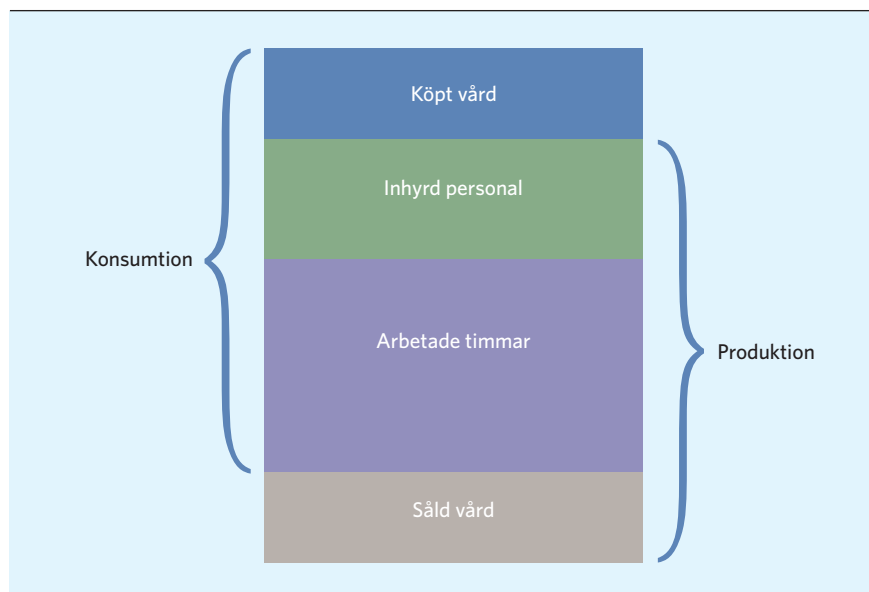 Köpt vård
Inhyrd personal
Konsumtion
Arbetade timmar
Produktion
Såld vård